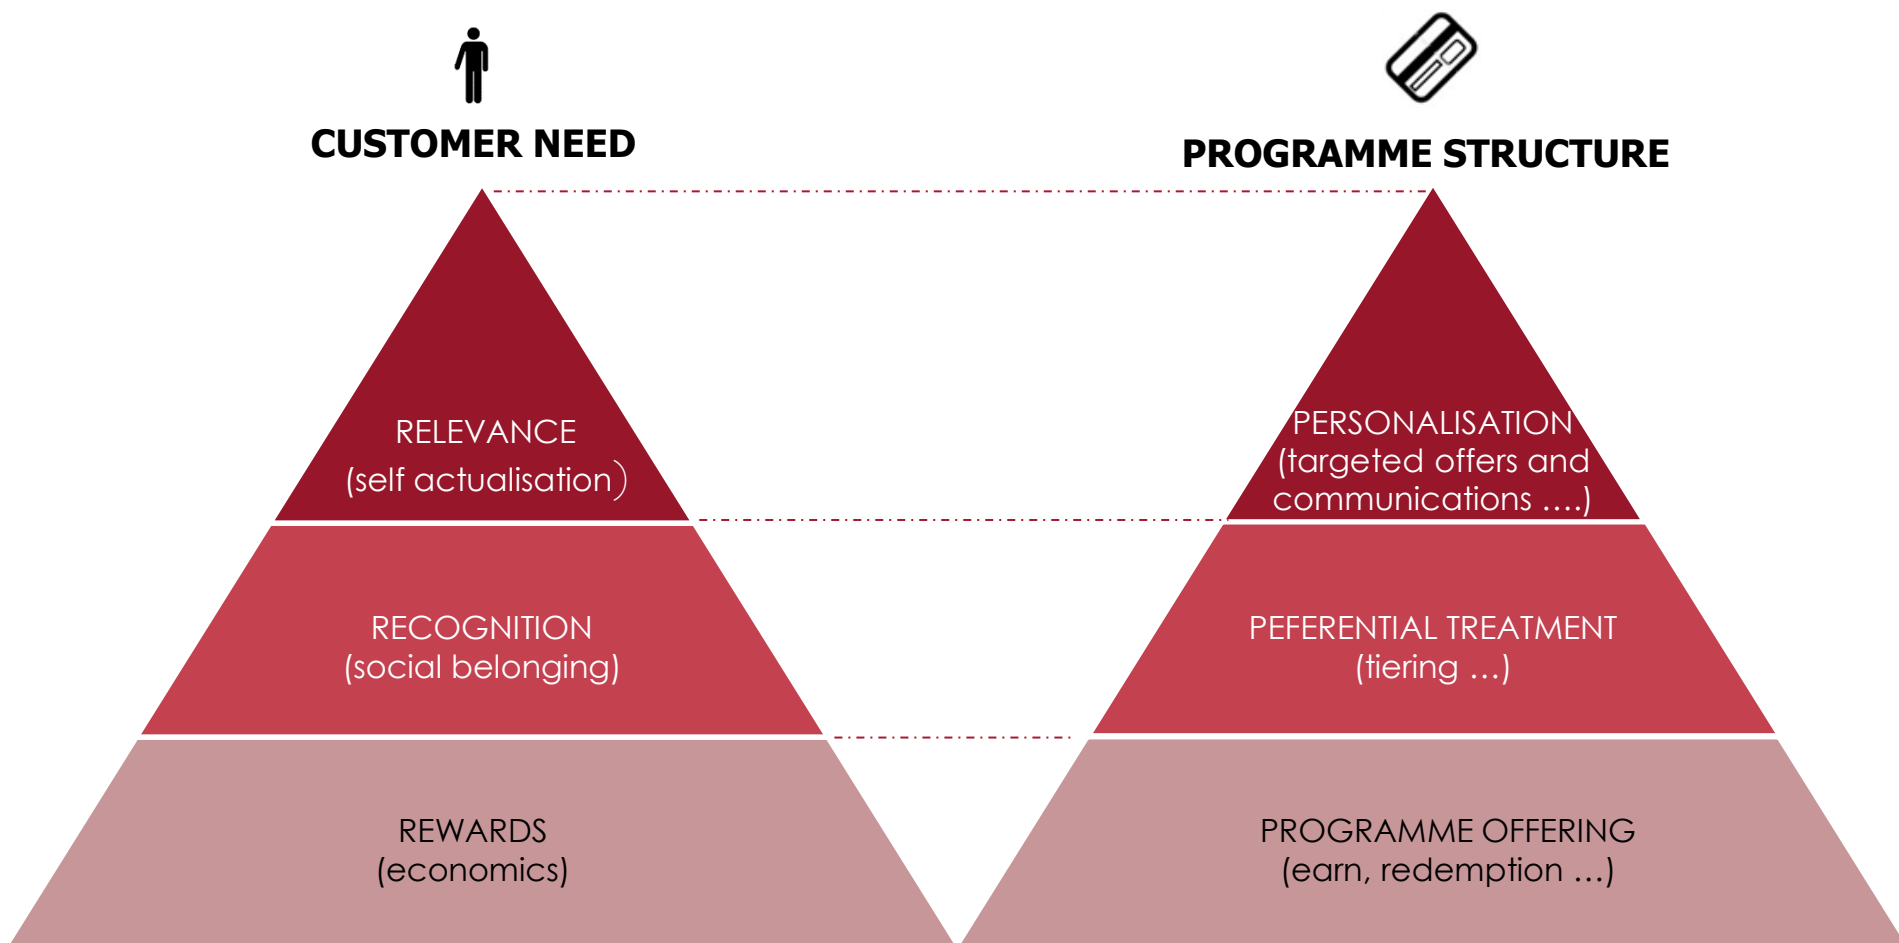 CUSTOMER NEED
PROGRAMME STRUCTURE
RELEVANCE
(self actualisation)
PERSONALISATION
(targeted offers and
communications ....)
RECOGNITION
(social belonging)
PEFERENTIAL TREATMENT
(tiering ...)
REWARDS
(economics)
PROGRAMME OFFERING
(earn, redemption ...)